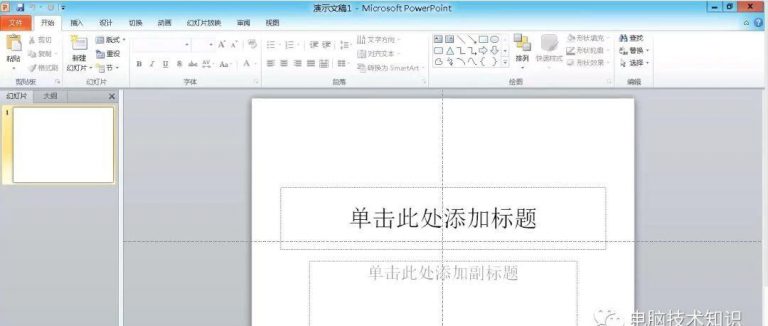 演示文稿1 - Microsoft PowerPoint
文件 开始 插入 设计 切换 动画 幻灯片放映 审阅 视图
粘贴 剪切 复制 格式刷
新建 幻灯片 版式 重设 节
B I U S abc AV Aa A
文字方向 对齐文本 转换为 SmartArt
排列 快速样式 形状填充 形状轮廓 形状效果
查找 替换 选择
剪贴板 幻灯片 字体 段落 绘图 编辑
幻灯片 大纲
1
单击此处添加标题
单击此处添加副标题
电脑技术知识